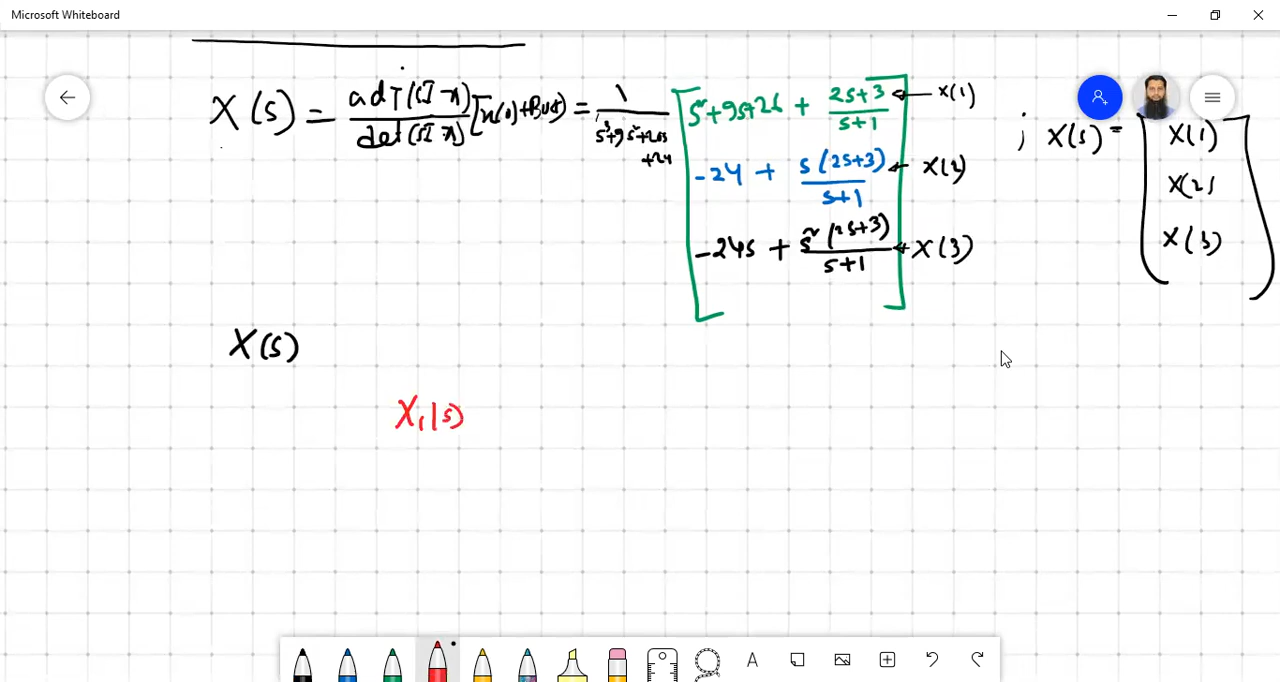 Microsoft Whiteboard
X(s) = adj(sI-A) / det(sI-A) [x(0)+Bu(s)] = 1 / s³+9s²+26s+24
s²+9s+26 + 2s+3 / s+1 ← X(1)
-24 + s(2s+3) / s+1 ← X(2)
-24s + s²(2s+3) / s+1 ← X(3)
; X(s) =
X(1)
X(2)
X(3)
X(s)
X₁(s)
A